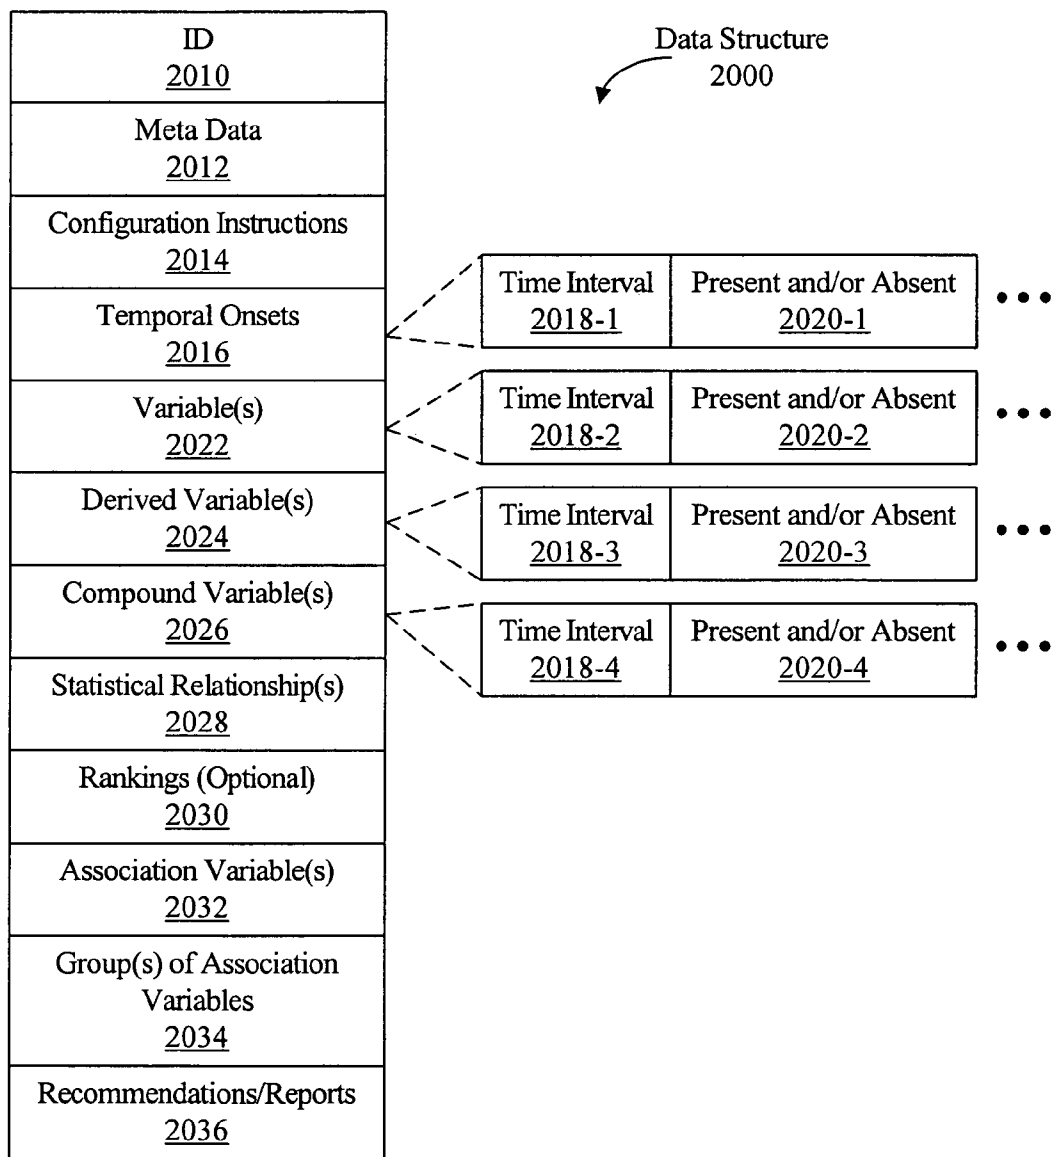 ID
2010
Data Structure
2000
Meta Data
2012
Configuration Instructions
2014
Temporal Onsets
2016
Time Interval
2018-1
Present and/or Absent
2020-1
Variable(s)
2022
Time Interval
2018-2
Present and/or Absent
2020-2
Derived Variable(s)
2024
Time Interval
2018-3
Present and/or Absent
2020-3
Compound Variable(s)
2026
Time Interval
2018-4
Present and/or Absent
2020-4
Statistical Relationship(s)
2028
Rankings (Optional)
2030
Association Variable(s)
2032
Group(s) of Association
Variables
2034
Recommendations/Reports
2036